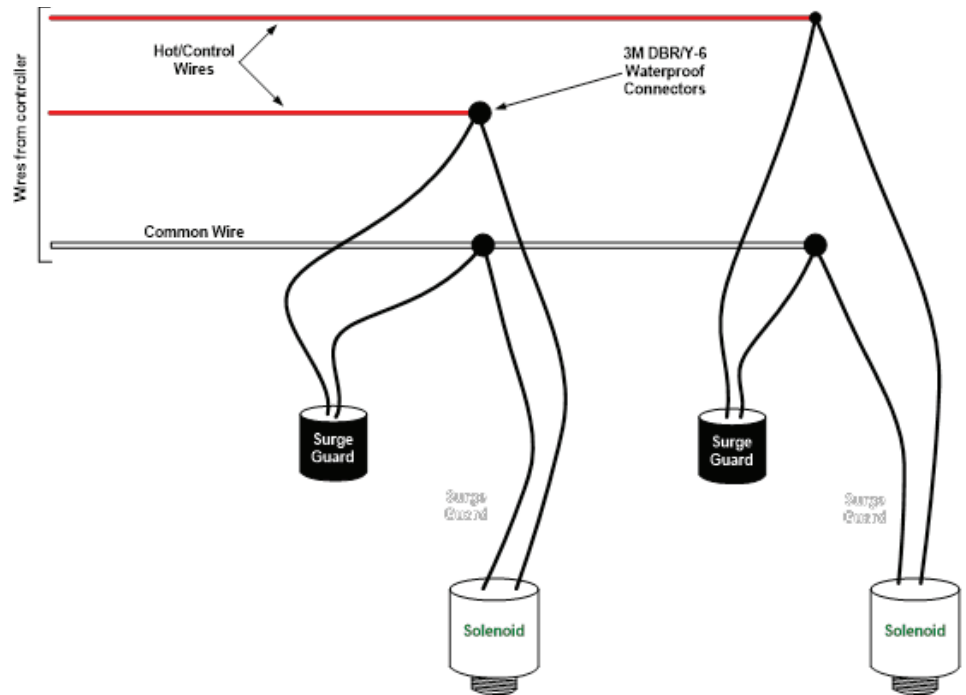 Wires from controller
Hot/Control
Wires
3M DBR/Y-6
Waterproof
Connectors
Common Wire
Surge
Guard
Surge
Guard
Surge
Guard
Surge
Guard
Solenoid
Solenoid